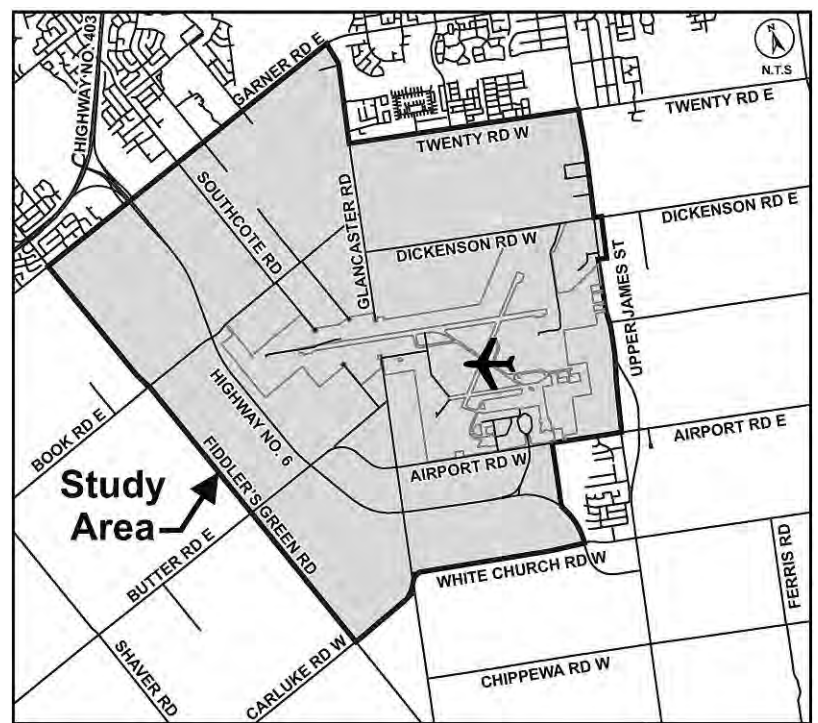 HIGHWAY NO. 403
GARNER RD E
N.T.S
TWENTY RD E
TWENTY RD W
SOUTHCOTE RD
GLANCASTER RD
DICKENSON RD E
DICKENSON RD W
UPPER JAMES ST
HIGHWAY NO. 6
BOOK RD E
FIDDLER'S GREEN RD
AIRPORT RD E
AIRPORT RD W
Study
Area
BUTTER RD E
WHITE CHURCH RD W
FERRIS RD
SHAVER RD
CARLUKE RD W
CHIPPEWA RD W